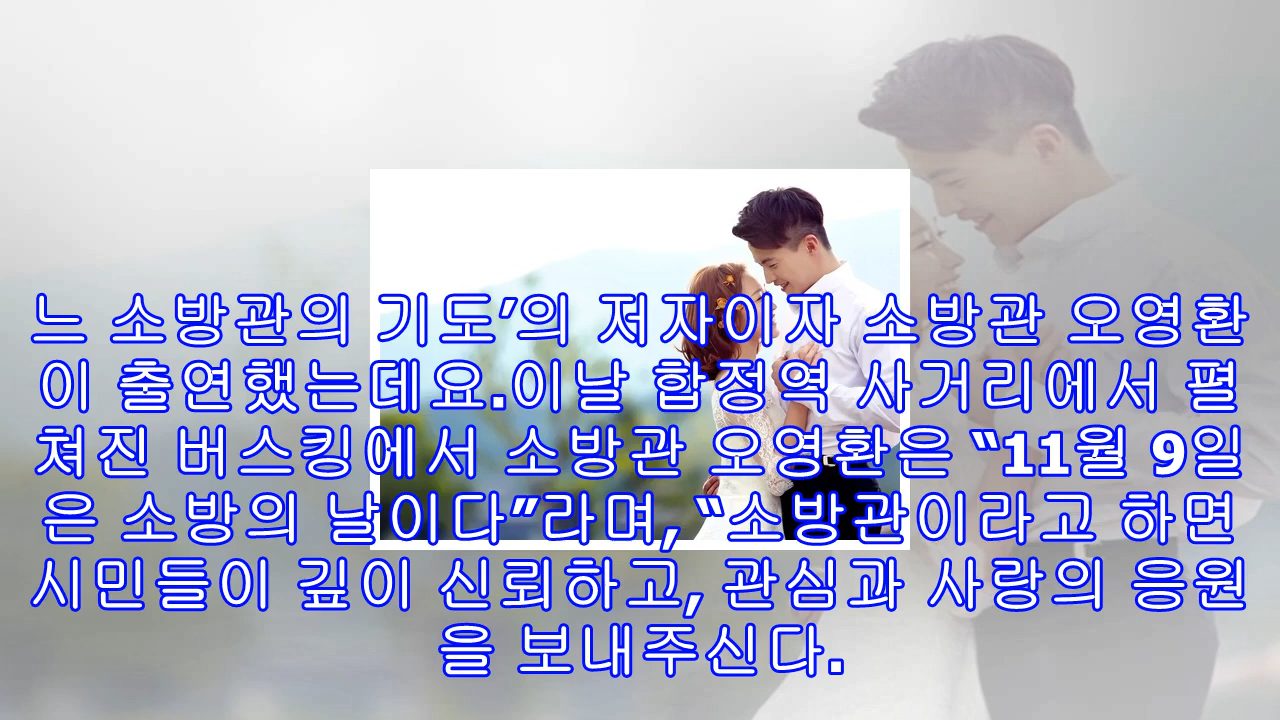 느 소방관의 기도’의 저자이자 소방관 오영환
이 출연했는데요.이날 합정역 사거리에서 펼
쳐진 버스킹에서 소방관 오영환은 “11월 9일
은 소방의 날이다”라며, “소방관이라고 하면
시민들이 깊이 신뢰하고, 관심과 사랑의 응원
을 보내주신다.